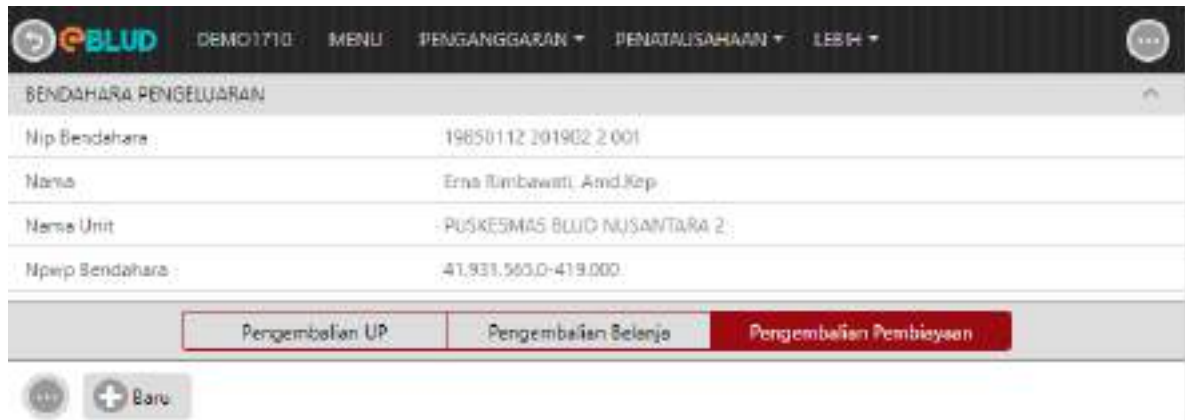 eBLUD DEMO1710 MENU PENGANGGARAN PENATAUSAHAAN LEBIH
BENDAHARA PENGELUARAN
Nip Bendahara 19850112 201902 2 001
Nama Erna Rimbawati, Amd.Kep
Nama Unit PUSKESMAS BLUD NUSANTARA 2
Npwp Bendahara 41.931.565.0-419.000
Pengembalian UP Pengembalian Belanja Pengembalian Pembiayaan
Baru